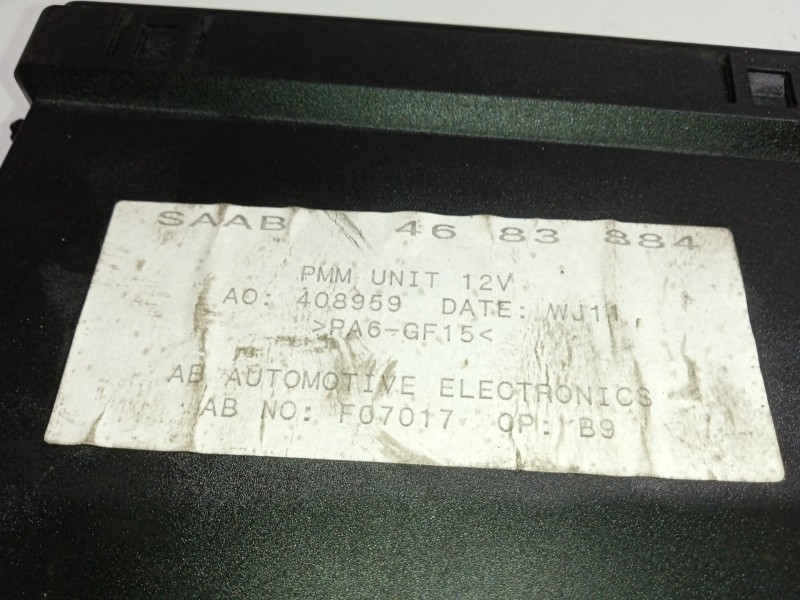 SAAB 46 83 884
PMM UNIT 12V
AO: 408959 DATE: WJ11
>PA6-GF15<
AB AUTOMOTIVE ELECTRONICS
AB NO: F07017 OP: B9